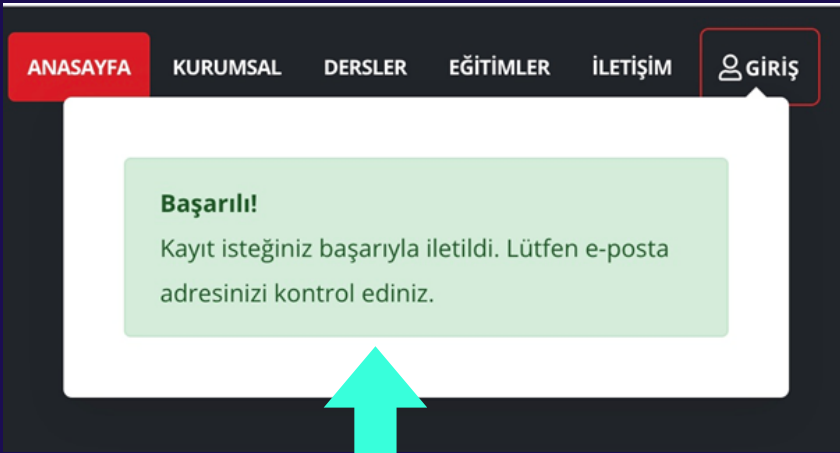 ANASAYFA KURUMSAL DERSLER EĞİTİMLER İLETİŞİM GİRİŞ
Başarılı!
Kayıt isteğiniz başarıyla iletildi. Lütfen e-posta
adresinizi kontrol ediniz.